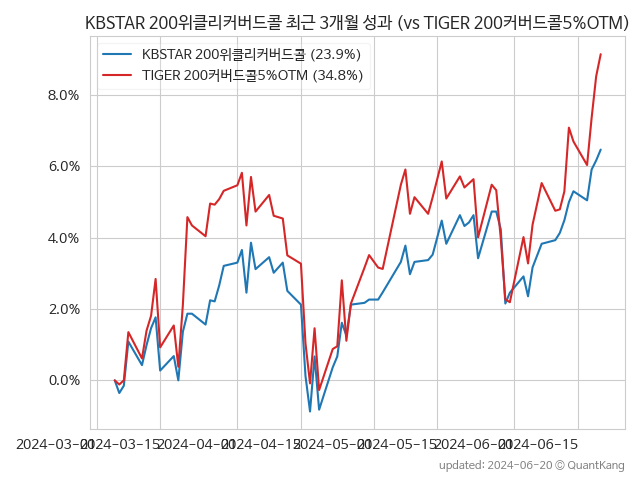 KBSTAR 200위클리커버드콜 최근 3개월 성과 (vs TIGER 200커버드콜5%OTM)
KBSTAR 200위클리커버드콜 (23.9%)
TIGER 200커버드콜5%OTM (34.8%)
8.0%
6.0%
4.0%
2.0%
0.0%
2024-03-01 2024-03-15 2024-04-01 2024-04-15 2024-05-01 2024-05-15 2024-06-01 2024-06-15
updated: 2024-06-20 © QuantKang